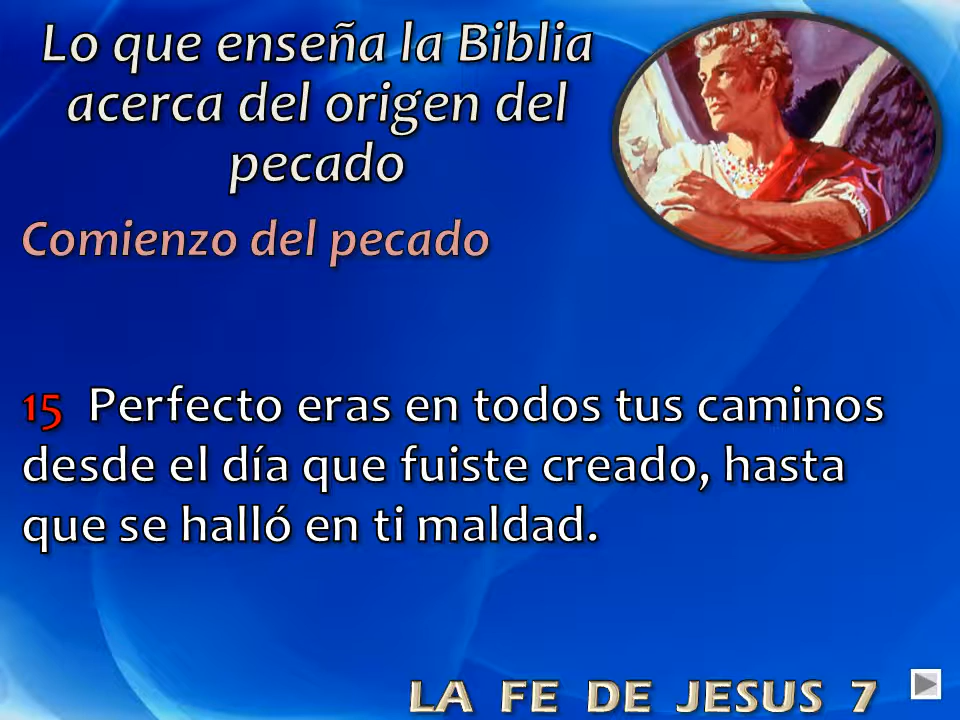 Lo que enseña la Biblia
acerca del origen del
pecado
Comienzo del pecado
15 Perfecto eras en todos tus caminos
desde el día que fuiste creado, hasta
que se halló en ti maldad.
LA FE DE JESUS 7